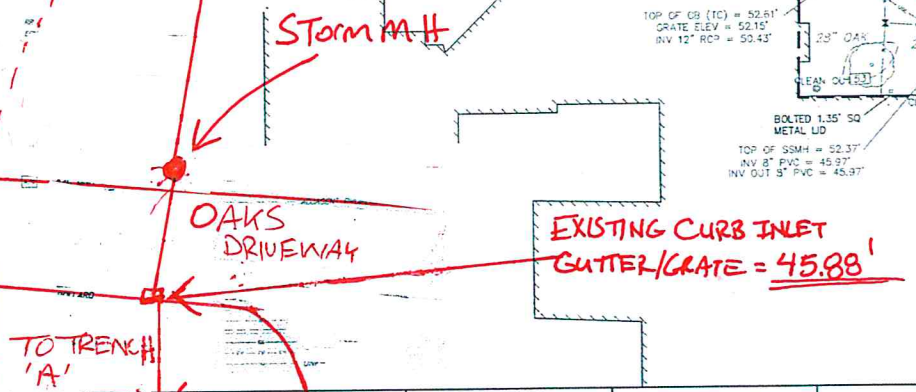 TOP OF CB (TC) = 52.61'
GRATE ELEV = 52.15'
INV 12" RCP = 50.43'
STORM MH
28" OAK
CLEAN OUT
BOLTED 1.35' SQ
METAL LID
TOP OF SSMH = 52.37'
INV 8" PVC = 45.97'
INV OUT 8" PVC = 45.97'
OAKS
DRIVEWAY
EXISTING CURB INLET
GUTTER/GRATE = 45.88'
TO TRENCH
'A'